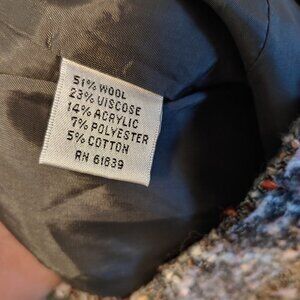 51% WOOL
23% VISCOSE
14% ACRYLIC
7% POLYESTER
5% COTTON
RN 61639